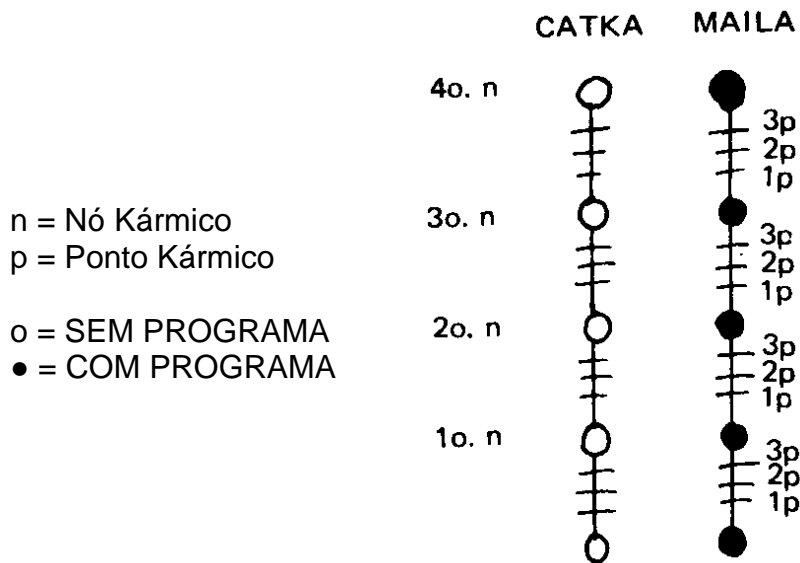 CATKA MAILA
4o. n
3p
2p
1p
n = Nó Kármico
p = Ponto Kármico
3o. n
3p
2p
1p
o = SEM PROGRAMA
● = COM PROGRAMA
2o. n
3p
2p
1p
1o. n
3p
2p
1p